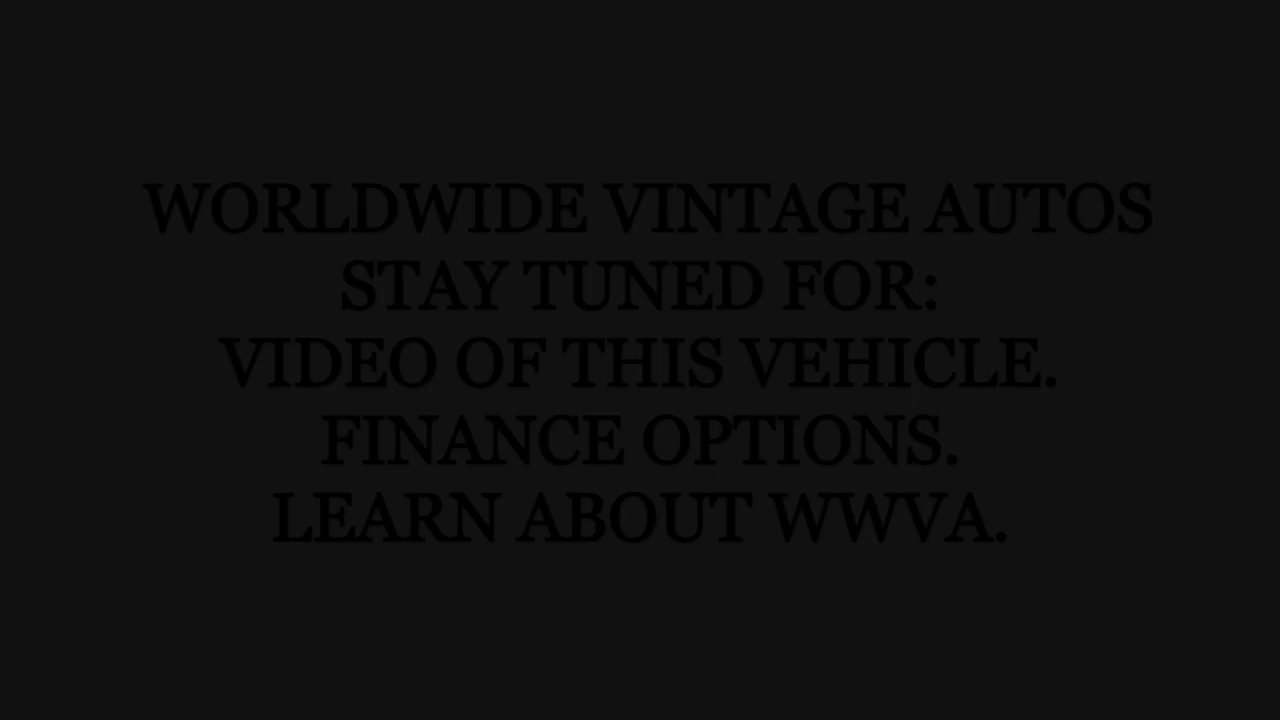 WORLDWIDE VINTAGE AUTOS
STAY TUNED FOR:
VIDEO OF THIS VEHICLE.
FINANCE OPTIONS.
LEARN ABOUT WWVA.